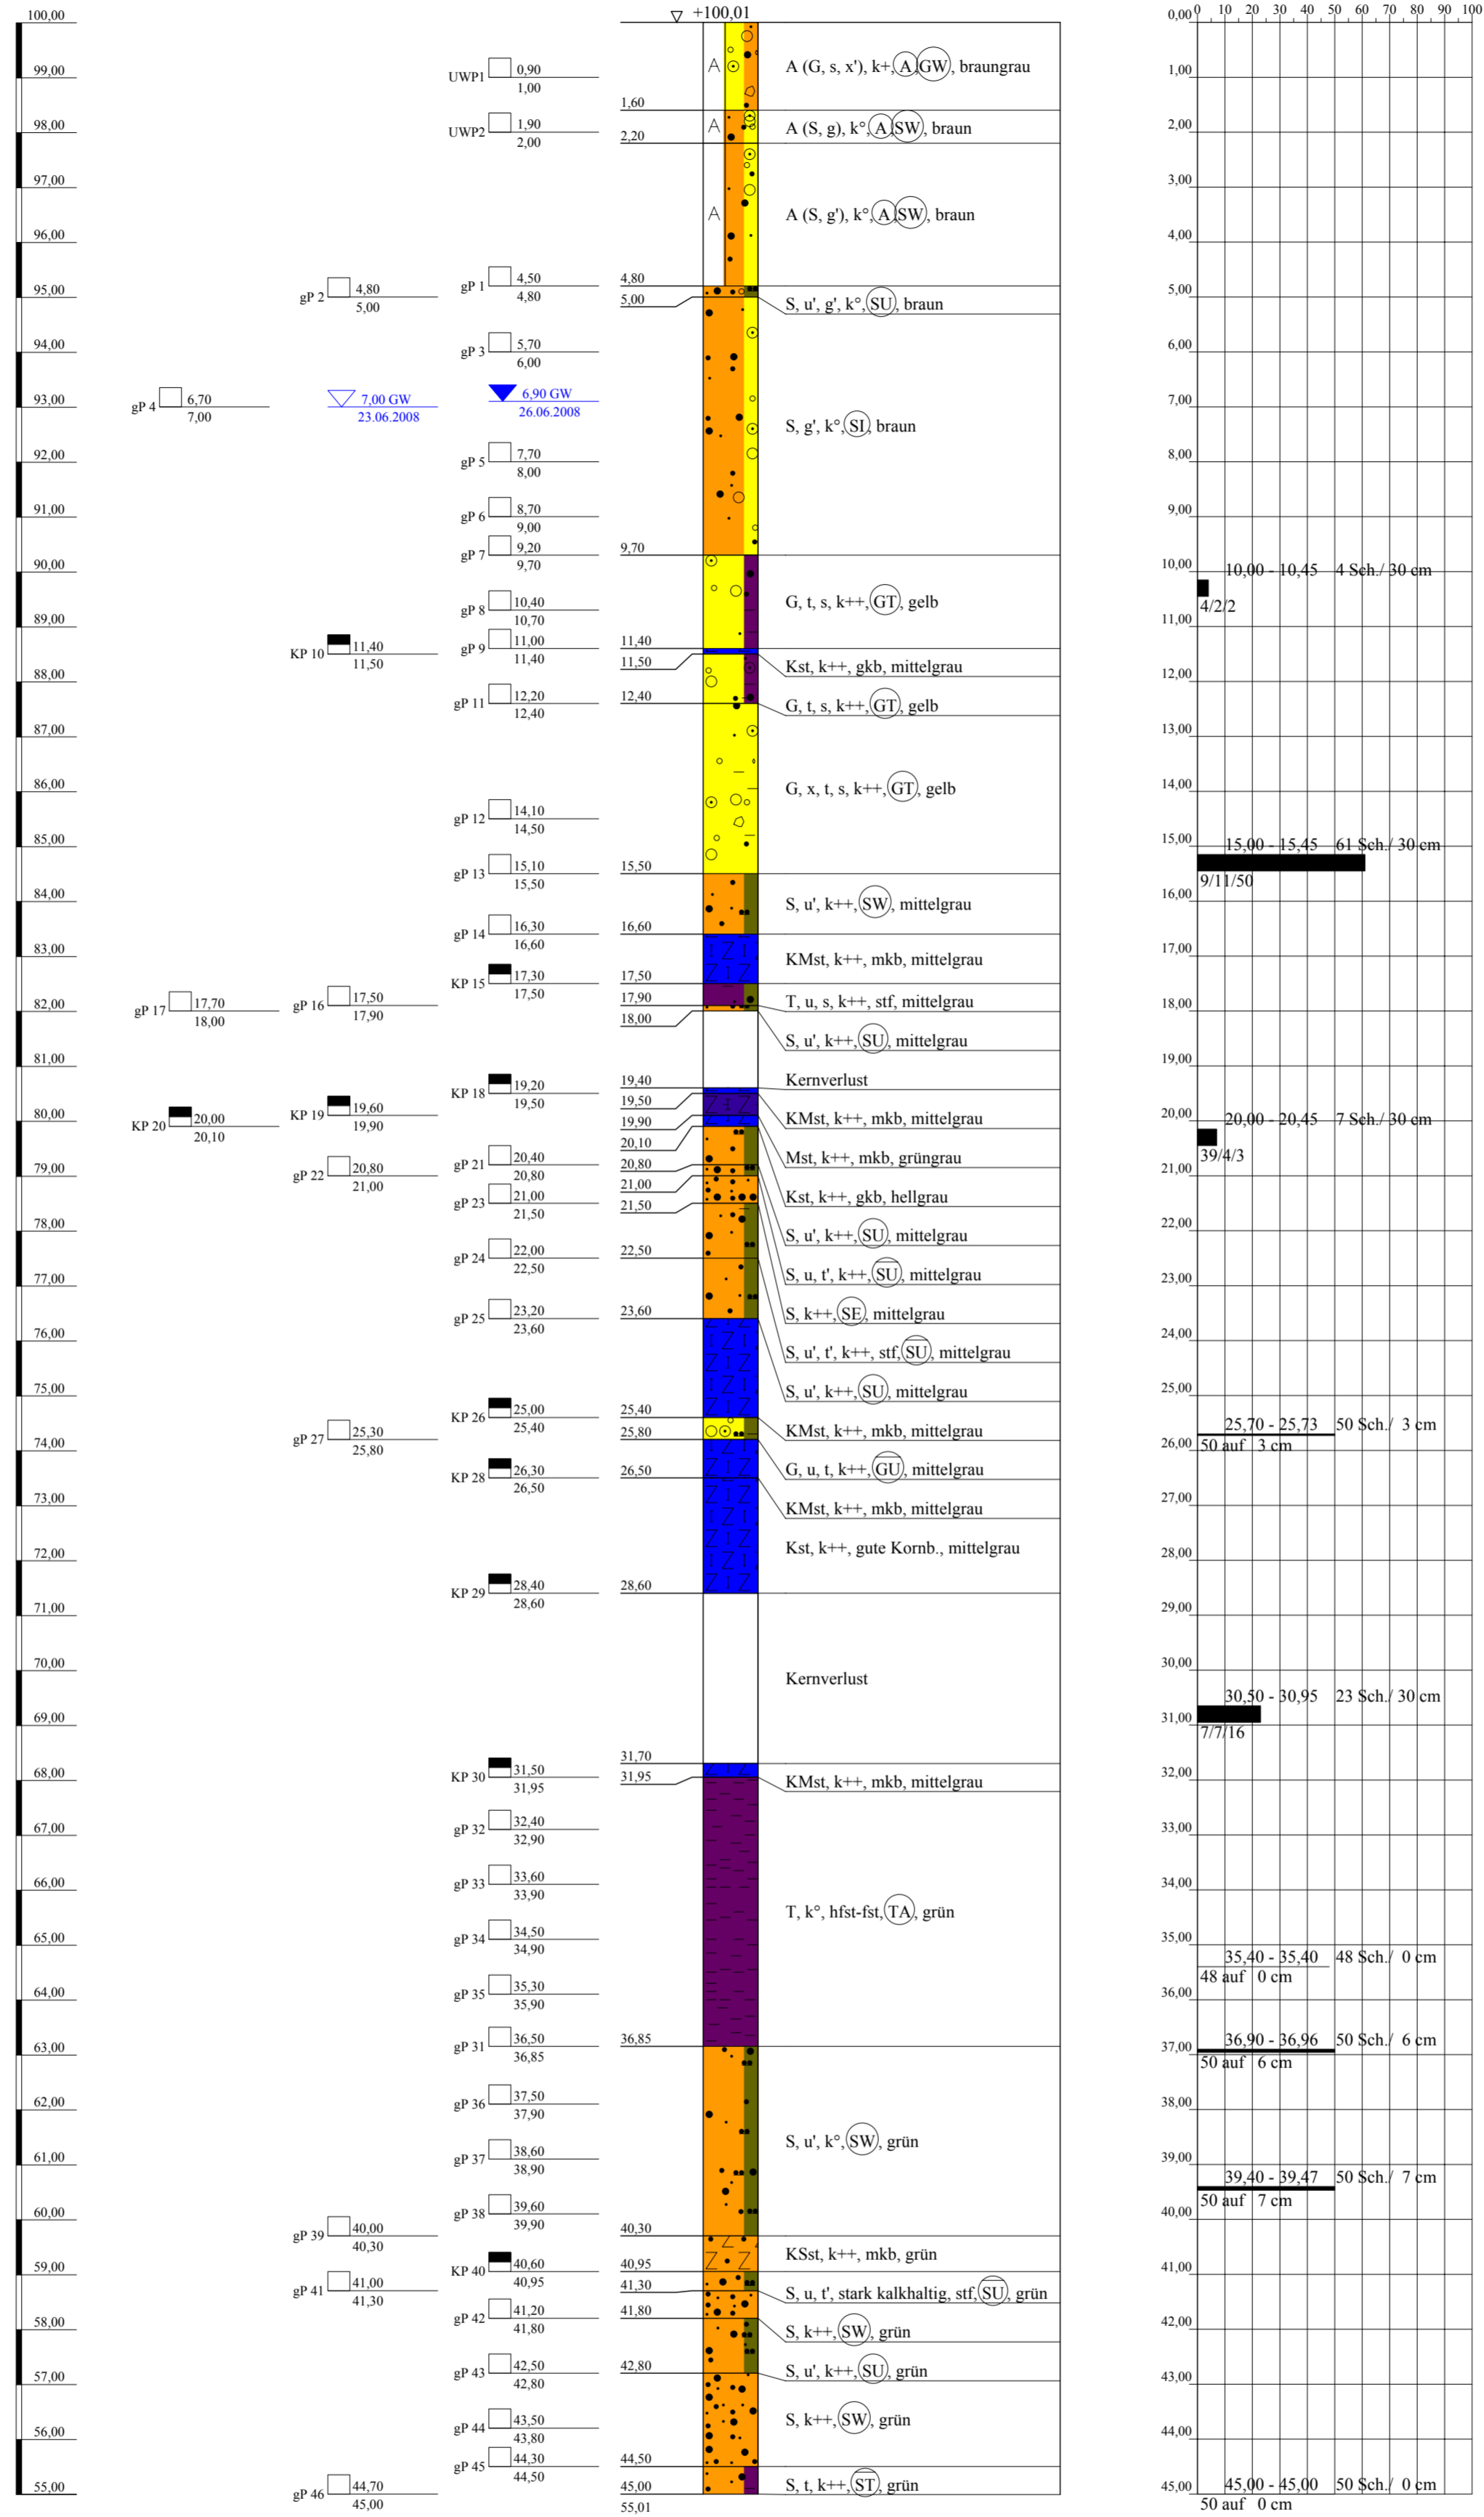 +100,01
100,00
99,00
98,00
97,00
96,00
95,00
94,00
93,00
92,00
91,00
90,00
89,00
88,00
87,00
86,00
85,00
84,00
83,00
82,00
81,00
80,00
79,00
78,00
77,00
76,00
75,00
74,00
73,00
72,00
71,00
70,00
69,00
68,00
67,00
66,00
65,00
64,00
63,00
62,00
61,00
60,00
59,00
58,00
57,00
56,00
55,00
UWP1 0,90
1,00
UWP2 1,90
2,00
gP 1 4,50
4,80
gP 2 4,80
5,00
gP 3 5,70
6,00
gP 4 6,70
7,00
7,00 GW
23.06.2008
6,90 GW
26.06.2008
gP 5 7,70
8,00
gP 6 8,70
9,00
gP 7 9,20
9,70
gP 8 10,40
10,70
gP 9 11,00
11,40
KP 10 11,40
11,50
gP 11 12,20
12,40
gP 12 14,10
14,50
gP 13 15,10
15,50
gP 14 16,30
16,60
KP 15 17,30
17,50
gP 16 17,50
17,90
gP 17 17,70
18,00
KP 18 19,20
19,50
KP 19 19,60
19,90
KP 20 20,00
20,10
gP 21 20,40
20,80
gP 22 20,80
21,00
gP 23 21,00
21,50
gP 24 22,00
22,50
gP 25 23,20
23,60
KP 26 25,00
25,40
gP 27 25,30
25,80
KP 28 26,30
26,50
KP 29 28,40
28,60
KP 30 31,50
31,95
gP 32 32,40
32,90
gP 33 33,60
33,90
gP 34 34,50
34,90
gP 35 35,30
35,90
gP 31 36,50
36,85
gP 36 37,50
37,90
gP 37 38,60
38,90
gP 38 39,60
39,90
gP 39 40,00
40,30
KP 40 40,60
40,95
gP 41 41,00
41,30
gP 42 41,20
41,80
gP 43 42,50
42,80
gP 44 43,50
43,80
gP 45 44,30
44,50
gP 46 44,70
45,00
1,60
2,20
4,80
5,00
9,70
11,40
11,50
12,40
15,50
16,60
17,50
17,90
18,00
19,40
19,50
19,90
20,10
20,80
21,00
21,50
22,50
23,60
25,40
25,80
26,50
28,60
31,70
31,95
36,85
40,30
40,95
41,30
41,80
42,80
44,50
45,00
55,01
A
A
A
A (G, s, x'), k+, A, GW, braungrau
A (S, g), k°, A, SW, braun
A (S, g'), k°, A, SW, braun
S, u', g', k°, SU, braun
S, g', k°, SI, braun
G, t, s, k++, GT, gelb
Kst, k++, gkb, mittelgrau
G, t, s, k++, GT, gelb
G, x, t, s, k++, GT, gelb
S, u', k++, SW, mittelgrau
KMst, k++, mkb, mittelgrau
T, u, s, k++, stf, mittelgrau
S, u', k++, SU, mittelgrau
Kernverlust
KMst, k++, mkb, mittelgrau
Mst, k++, mkb, grüngrau
Kst, k++, gkb, hellgrau
S, u', k++, SU, mittelgrau
S, u, t', k++, S̅U̅, mittelgrau
S, k++, SE, mittelgrau
S, u', t', k++, stf, S̅U̅, mittelgrau
S, u', k++, SU, mittelgrau
KMst, k++, mkb, mittelgrau
G, u, t, k++, G̅U̅, mittelgrau
KMst, k++, mkb, mittelgrau
Kst, k++, gute Kornb., mittelgrau
Kernverlust
KMst, k++, mkb, mittelgrau
T, k°, hfst-fst, TA, grün
S, u', k°, SW, grün
KSst, k++, mkb, grün
S, u, t', stark kalkhaltig, stf, S̅U̅, grün
S, k++, SW, grün
S, u', k++, SU, grün
S, k++, SW, grün
S, t, k++, S̅T̅, grün
0 10 20 30 40 50 60 70 80 90 100
0,00
1,00
2,00
3,00
4,00
5,00
6,00
7,00
8,00
9,00
10,00
11,00
12,00
13,00
14,00
15,00
16,00
17,00
18,00
19,00
20,00
21,00
22,00
23,00
24,00
25,00
26,00
27,00
28,00
29,00
30,00
31,00
32,00
33,00
34,00
35,00
36,00
37,00
38,00
39,00
40,00
41,00
42,00
43,00
44,00
45,00
10,00 - 10,45 4 Sch./ 30 cm
4/2/2
15,00 - 15,45 61 Sch./ 30 cm
9/11/50
20,00 - 20,45 7 Sch./ 30 cm
39/4/3
25,70 - 25,73 50 Sch./ 3 cm
50 auf 3 cm
30,50 - 30,95 23 Sch./ 30 cm
7/7/16
35,40 - 35,40 48 Sch./ 0 cm
48 auf 0 cm
36,90 - 36,96 50 Sch./ 6 cm
50 auf 6 cm
39,40 - 39,47 50 Sch./ 7 cm
50 auf 7 cm
45,00 - 45,00 50 Sch./ 0 cm
50 auf 0 cm